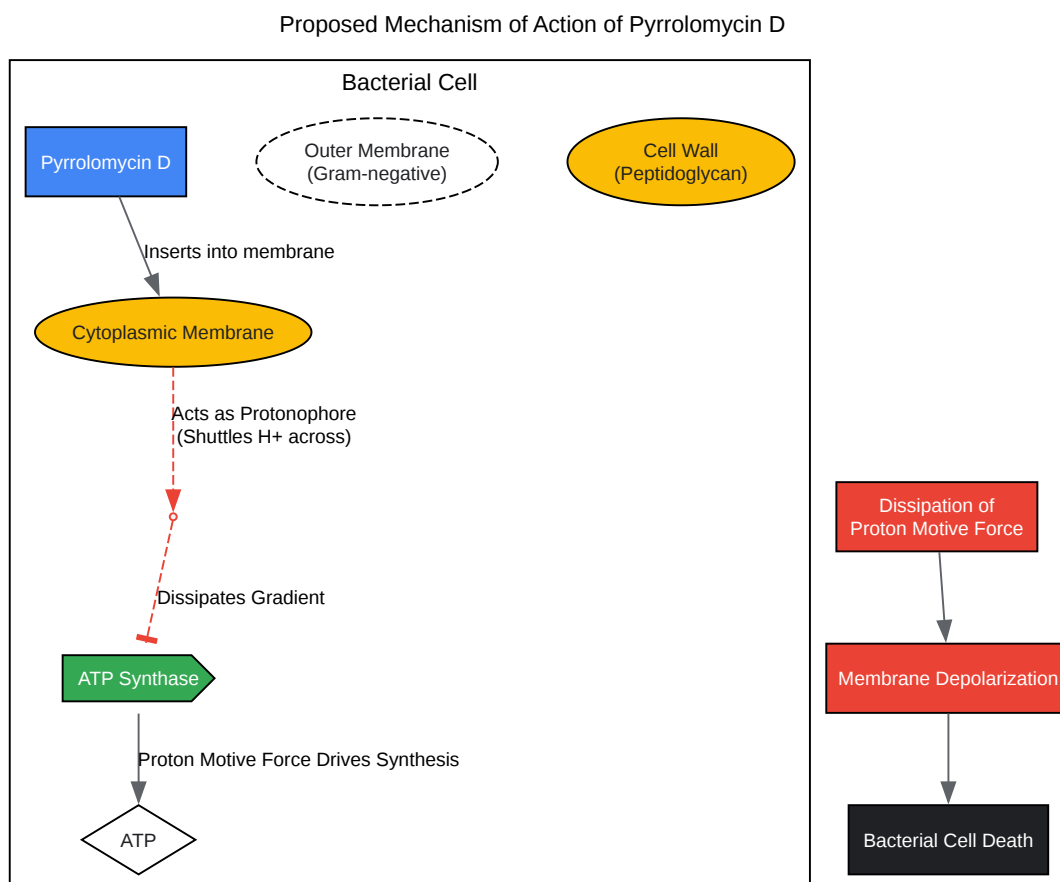 Proposed Mechanism of Action of Pyrrolomycin D
Bacterial Cell
Pyrrolomycin D
Outer Membrane
(Gram-negative)
Cell Wall
(Peptidoglycan)
Inserts into membrane
Cytoplasmic Membrane
Acts as Protonophore
(Shuttles H+ across)
Dissipation of
Proton Motive Force
Dissipates Gradient
ATP Synthase
Membrane Depolarization
Proton Motive Force Drives Synthesis
ATP
Bacterial Cell Death